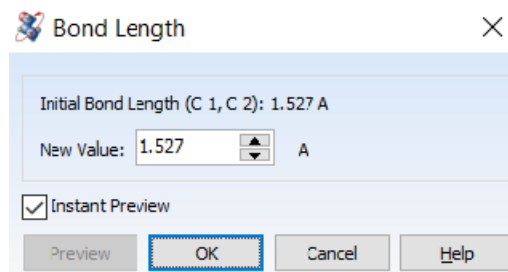 Bond Length
Initial Bond Length (C 1, C 2): 1.527 A
New Value: 1.527 A
Instant Preview
Preview OK Cancel Help